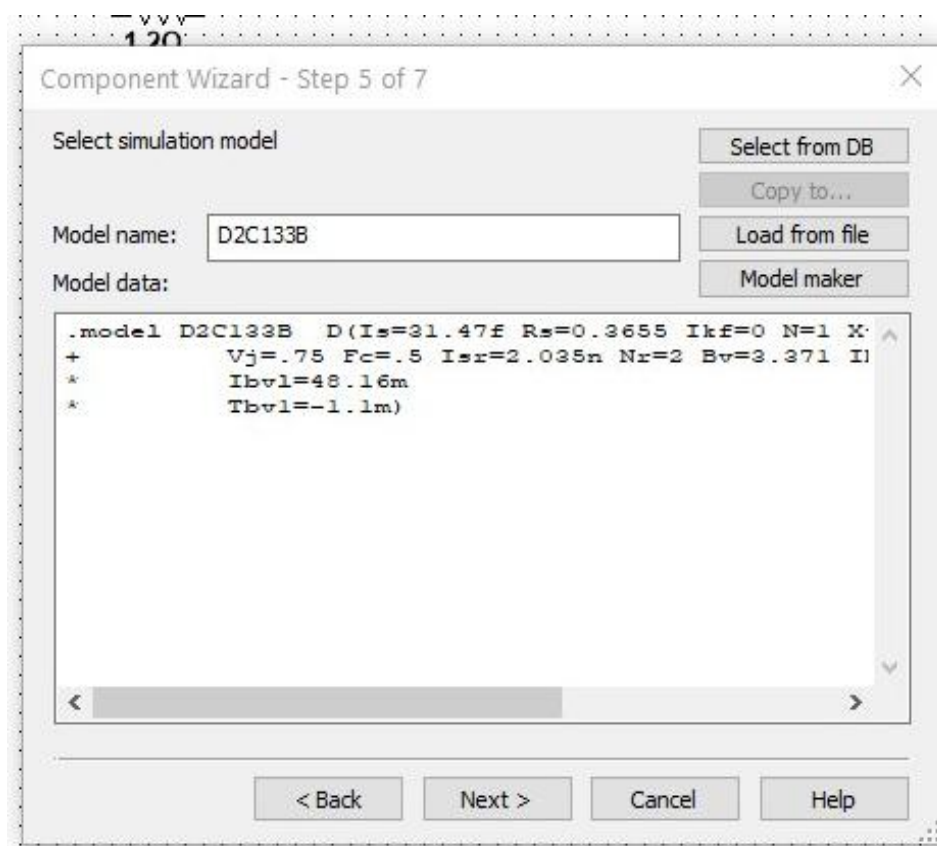 1.2Ω
Component Wizard - Step 5 of 7
Select simulation model
Select from DB
Copy to...
Model name:
D2C133B
Load from file
Model data:
Model maker
.model D2C133B D(Is=31.47f Rs=0.3655 Ikf=0 N=1
+ Vj=.75 Fc=.5 Isr=2.035n Nr=2 Bv=3.371
* Ibvl=48.16m
* Tbv1=-1.1m)
< Back
Next >
Cancel
Help